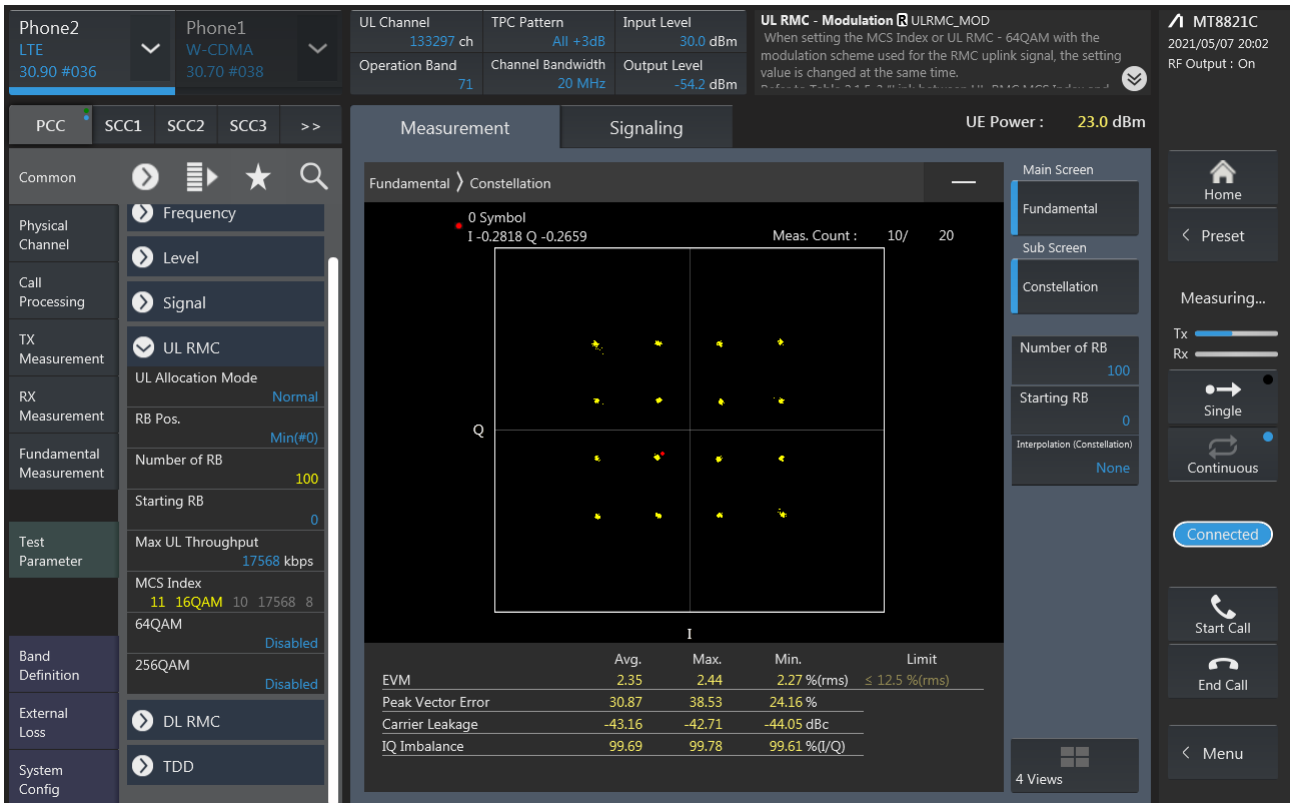 Phone2
LTE
30.90 #036
Phone1
W-CDMA
30.70 #038
UL Channel
133297 ch
TPC Pattern
All +3dB
Input Level
30.0 dBm
Operation Band
71
Channel Bandwidth
20 MHz
Output Level
-54.2 dBm
UL RMC - Modulation R ULRMC_MOD
When setting the MCS Index or UL RMC - 64QAM with the
modulation scheme used for the RMC uplink signal, the setting
value is changed at the same time.
MT8821C
2021/05/07 20:02
RF Output : On
PCC SCC1 SCC2 SCC3 >>
Measurement
Signaling
UE Power : 23.0 dBm
Common
Physical
Channel
Call
Processing
TX
Measurement
RX
Measurement
Fundamental
Measurement
Test
Parameter
Band
Definition
External
Loss
System
Config
Frequency
Level
Signal
UL RMC
UL Allocation Mode
Normal
RB Pos.
Min(#0)
Number of RB
100
Starting RB
0
Max UL Throughput
17568 kbps
MCS Index
11 16QAM 10 17568 8
64QAM
Disabled
256QAM
Disabled
DL RMC
TDD
Fundamental 〉 Constellation
0 Symbol
I -0.2818 Q -0.2659
Meas. Count : 10/ 20
Q
I
Avg. Max. Min. Limit
EVM 2.35 2.44 2.27 %(rms) ≤ 12.5 %(rms)
Peak Vector Error 30.87 38.53 24.16 %
Carrier Leakage -43.16 -42.71 -44.05 dBc
IQ Imbalance 99.69 99.78 99.61 %(I/Q)
Main Screen
Fundamental
Sub Screen
Constellation
Number of RB
100
Starting RB
0
Interpolation (Constellation)
None
4 Views
Home
< Preset
Measuring...
Tx
Rx
Single
Continuous
Connected
Start Call
End Call
< Menu